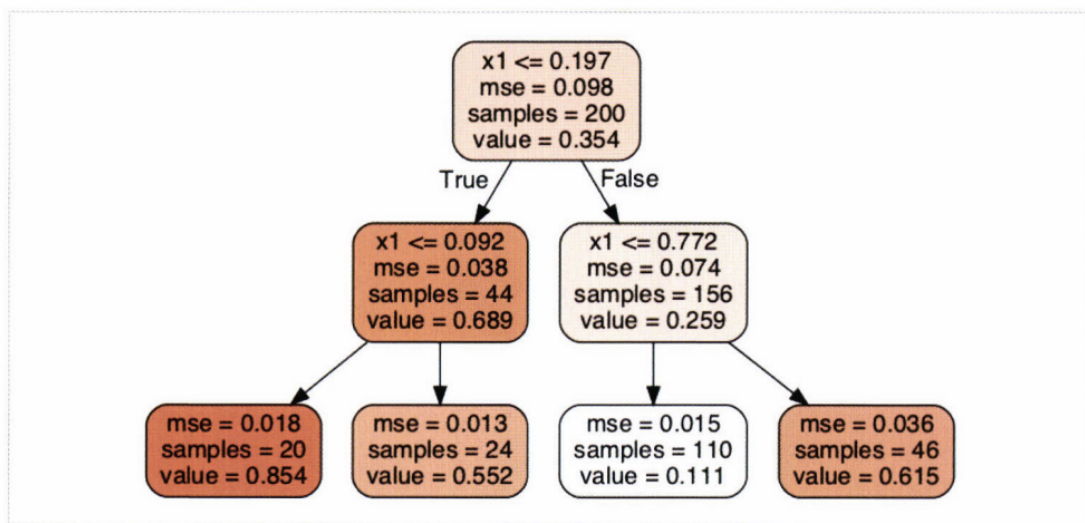 x1 <= 0.197
mse = 0.098
samples = 200
value = 0.354
True
False
x1 <= 0.092
mse = 0.038
samples = 44
value = 0.689
x1 <= 0.772
mse = 0.074
samples = 156
value = 0.259
mse = 0.018
samples = 20
value = 0.854
mse = 0.013
samples = 24
value = 0.552
mse = 0.015
samples = 110
value = 0.111
mse = 0.036
samples = 46
value = 0.615